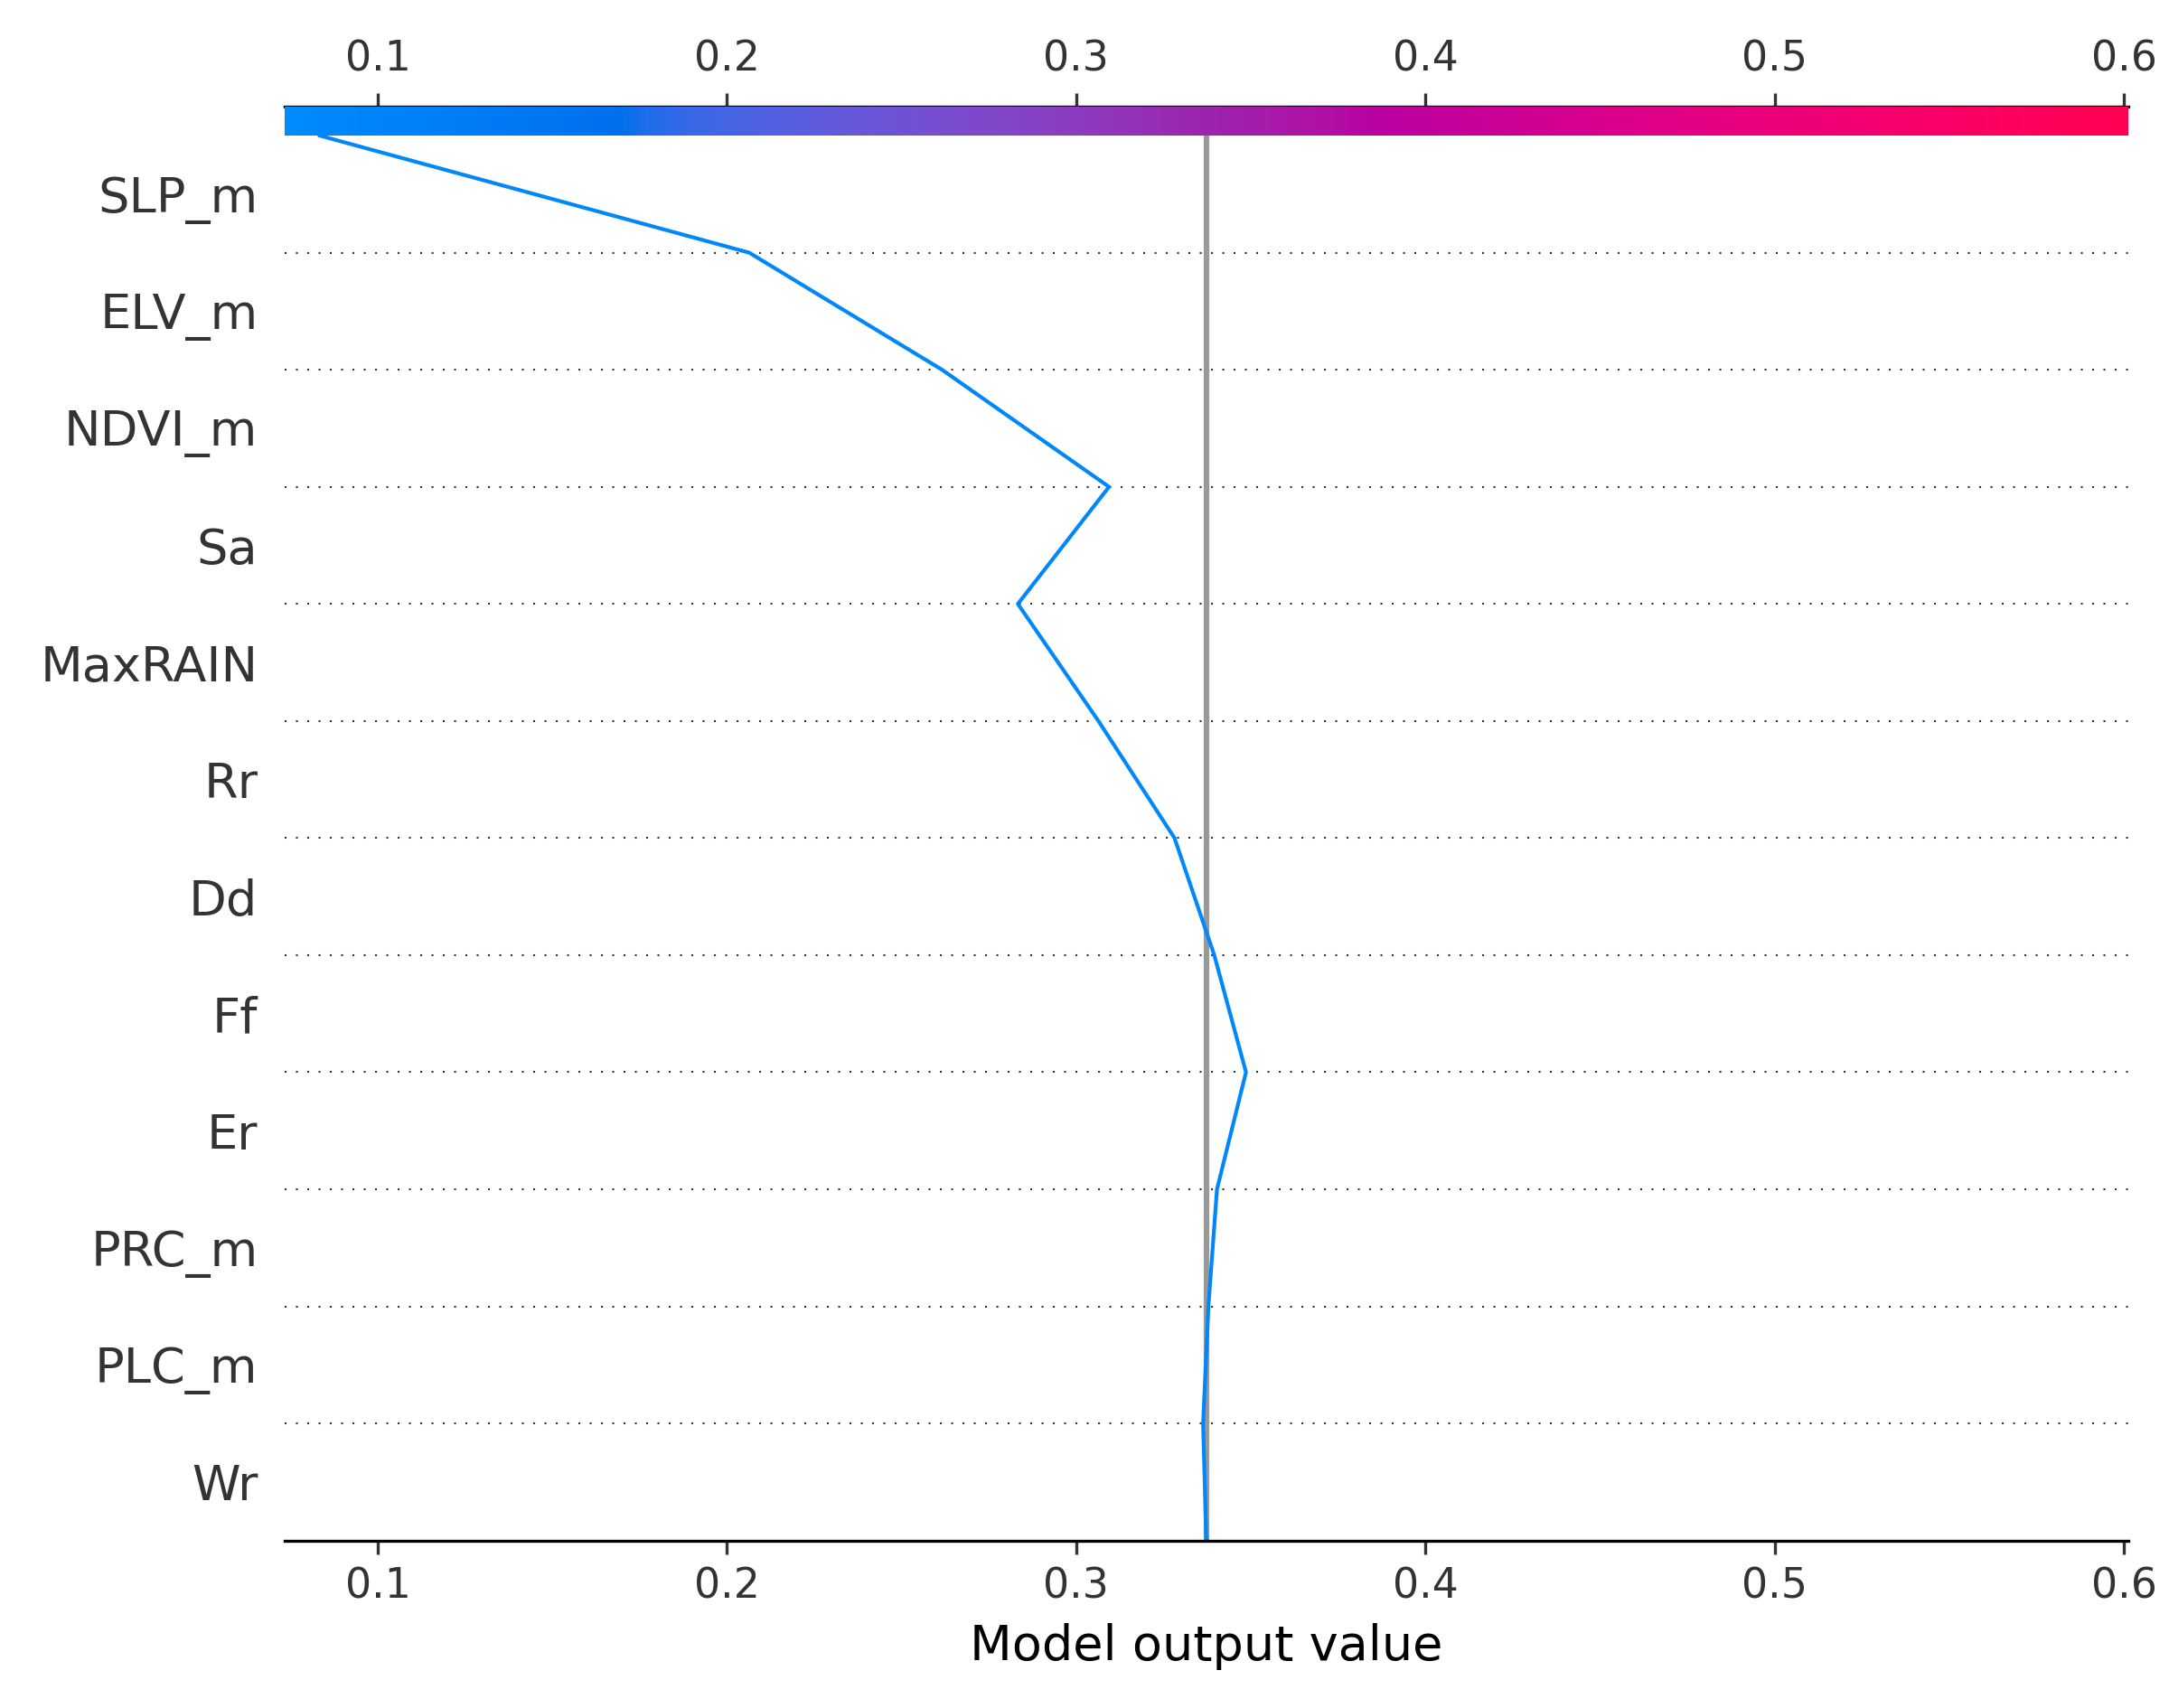 0.1 0.2 0.3 0.4 0.5 0.6
SLP_m
ELV_m
NDVI_m
Sa
MaxRAIN
Rr
Dd
Ff
Er
PRC_m
PLC_m
Wr
0.1 0.2 0.3 0.4 0.5 0.6
Model output value